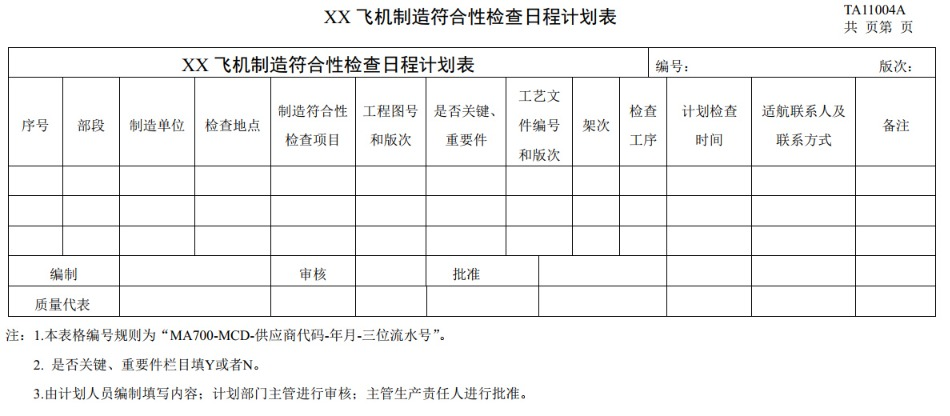 XX 飞机制造符合性检查日程计划表
TA11004A
共 页第 页
XX 飞机制造符合性检查日程计划表
编号：
版次：
序号
部段
制造单位
检查地点
制造符合性
检查项目
工程图号
和版次
是否关键、
重要件
工艺文
件编号
和版次
架次
检查
工序
计划检查
时间
适航联系人及
联系方式
备注
编制
审核
批准
质量代表
注：1.本表格编号规则为“MA700-MCD-供应商代码-年月-三位流水号”。
2. 是否关键、重要件栏目填Y或者N。
3.由计划人员编制填写内容；计划部门主管进行审核；主管生产责任人进行批准。